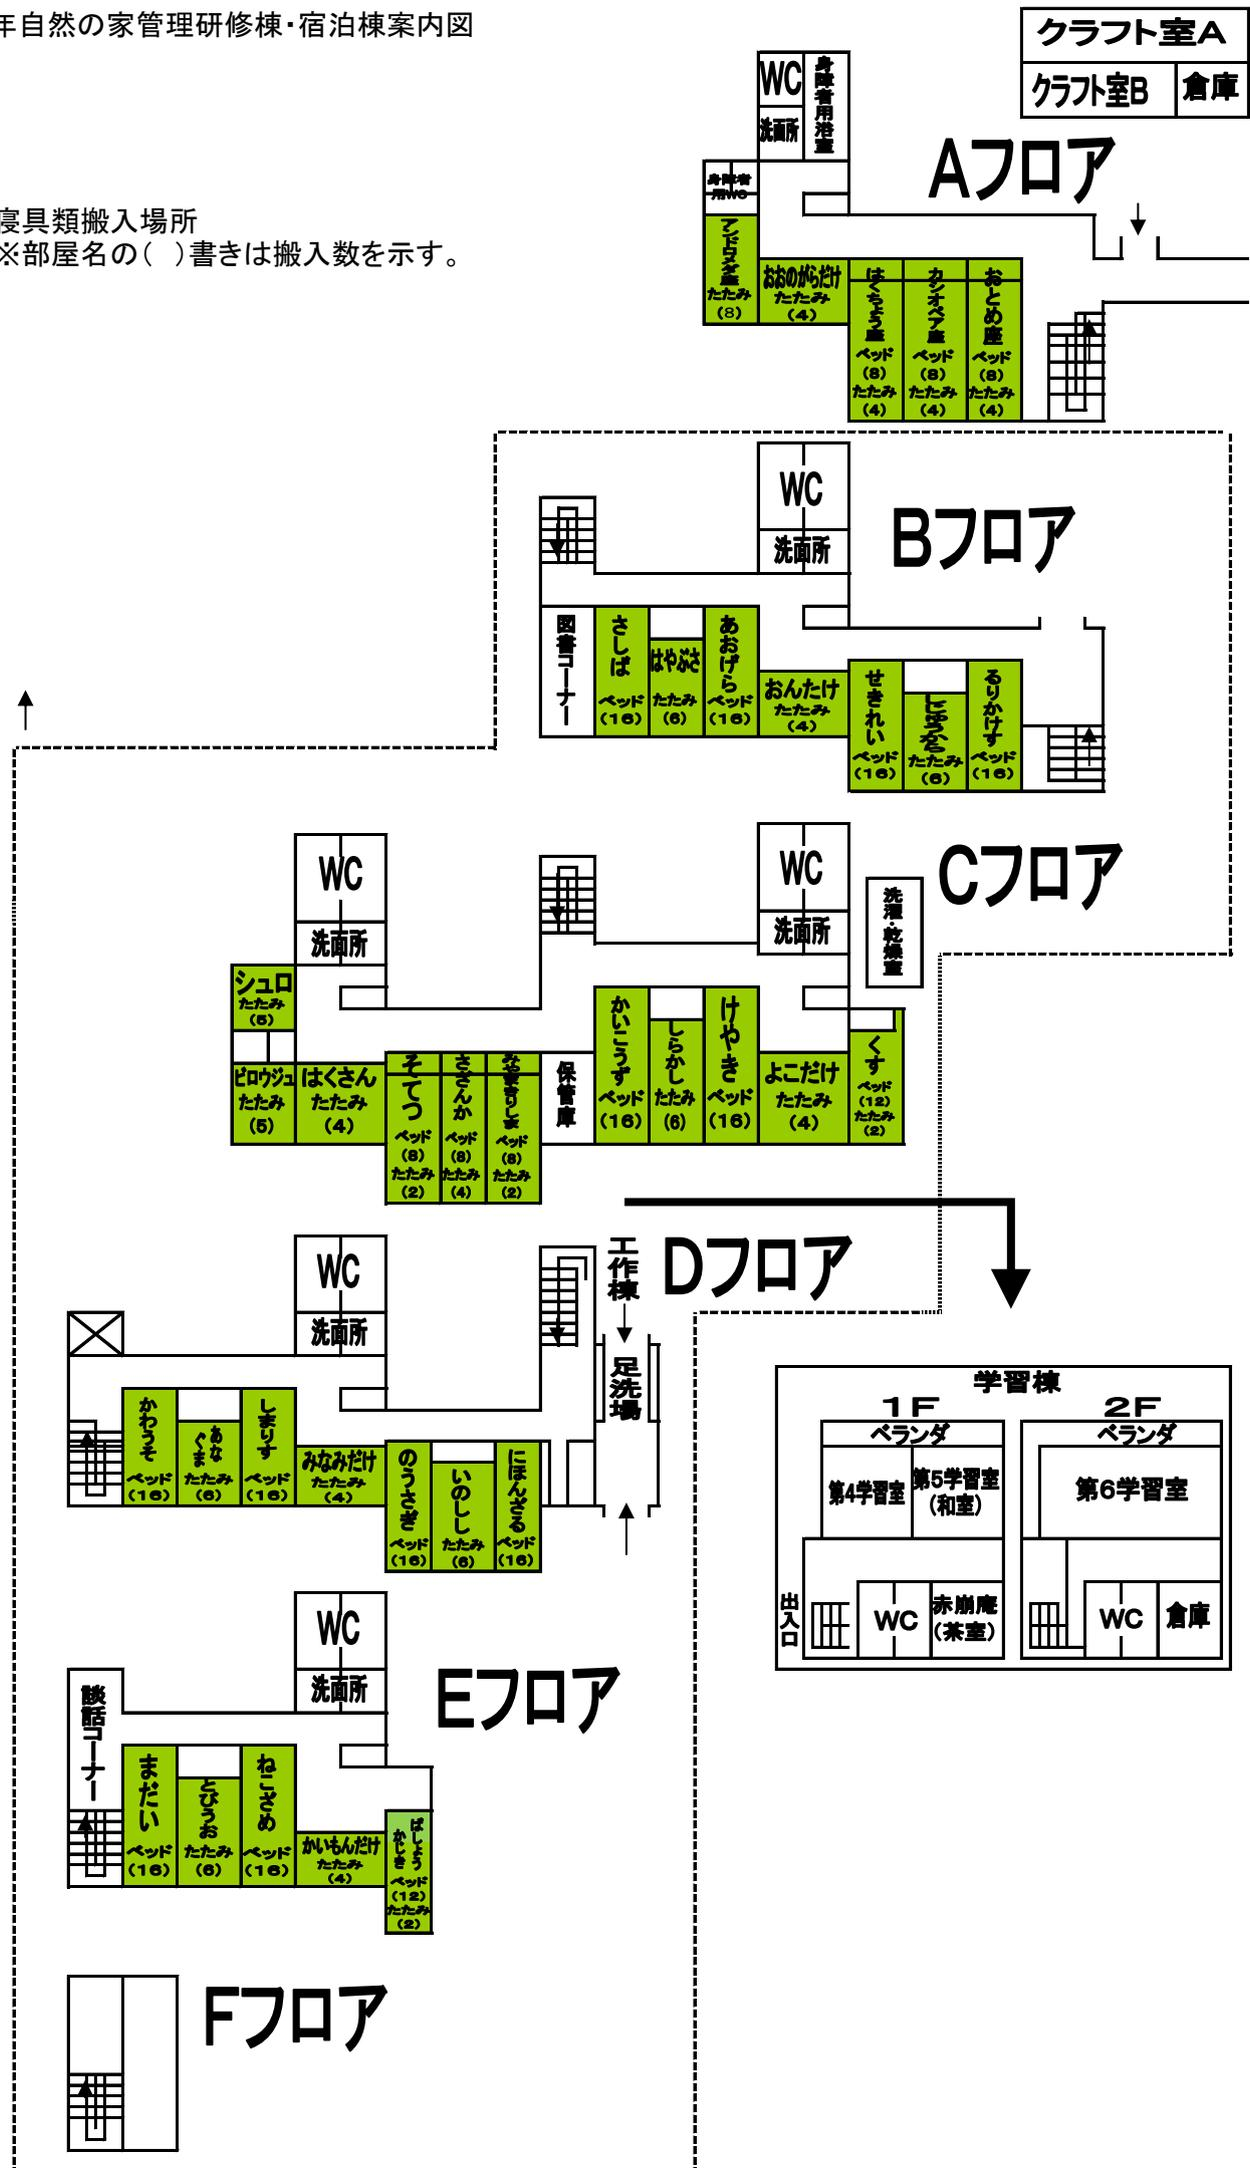 年自然の家管理研修棟・宿泊棟案内図
クラフト室A
クラフト室B
倉庫
寝具類搬入場所
※部屋名の( )書きは搬入数を示す。
Aフロア
WC
洗面所
身障者用浴室
身障者
用WC
アンドロメダ座
たたみ
(8)
おおのがらだけ
たたみ
(4)
はくちょう座
ベッド
(8)
たたみ
(4)
カシオペア座
ベッド
(8)
たたみ
(4)
おとめ座
ベッド
(8)
たたみ
(4)
Bフロア
WC
洗面所
図書コーナー
さしば
ベッド
(16)
はやぶさ
たたみ
(6)
あおげら
ベッド
(16)
おんたけ
たたみ
(4)
せきれい
ベッド
(16)
たたみ
(6)
るりかけす
ベッド
(16)
Cフロア
WC
洗面所
WC
洗面所
洗濯・乾燥室
シュロ
たたみ
(5)
ビロウジュ
たたみ
(5)
はくさん
たたみ
(4)
そてつ
ベッド
(8)
たたみ
(2)
さざんか
ベッド
(8)
たたみ
(4)
みやまきりしま
ベッド
(8)
たたみ
(2)
保管庫
かいこうず
ベッド
(16)
しらかし
たたみ
(6)
けやき
ベッド
(16)
よこだけ
たたみ
(4)
くす
ベッド
(12)
たたみ
(2)
Dフロア
WC
洗面所
工作棟
足洗場
かわうそ
ベッド
(16)
あな
ぐま
たたみ
(6)
しまりす
ベッド
(16)
みなみだけ
たたみ
(4)
のうさぎ
ベッド
(16)
いのしし
たたみ
(6)
にほんざる
ベッド
(16)
学習棟
1F
ベランダ
第4学習室
第5学習室
(和室)
出入口
WC
赤崩庵
(茶室)
2F
ベランダ
第6学習室
WC
倉庫
Eフロア
WC
洗面所
談話コーナー
まだい
ベッド
(16)
とびうお
たたみ
(6)
ねこざめ
ベッド
(16)
かいもんだけ
たたみ
(4)
ばしょう
かじき
ベッド
(12)
たたみ
(2)
Fフロア